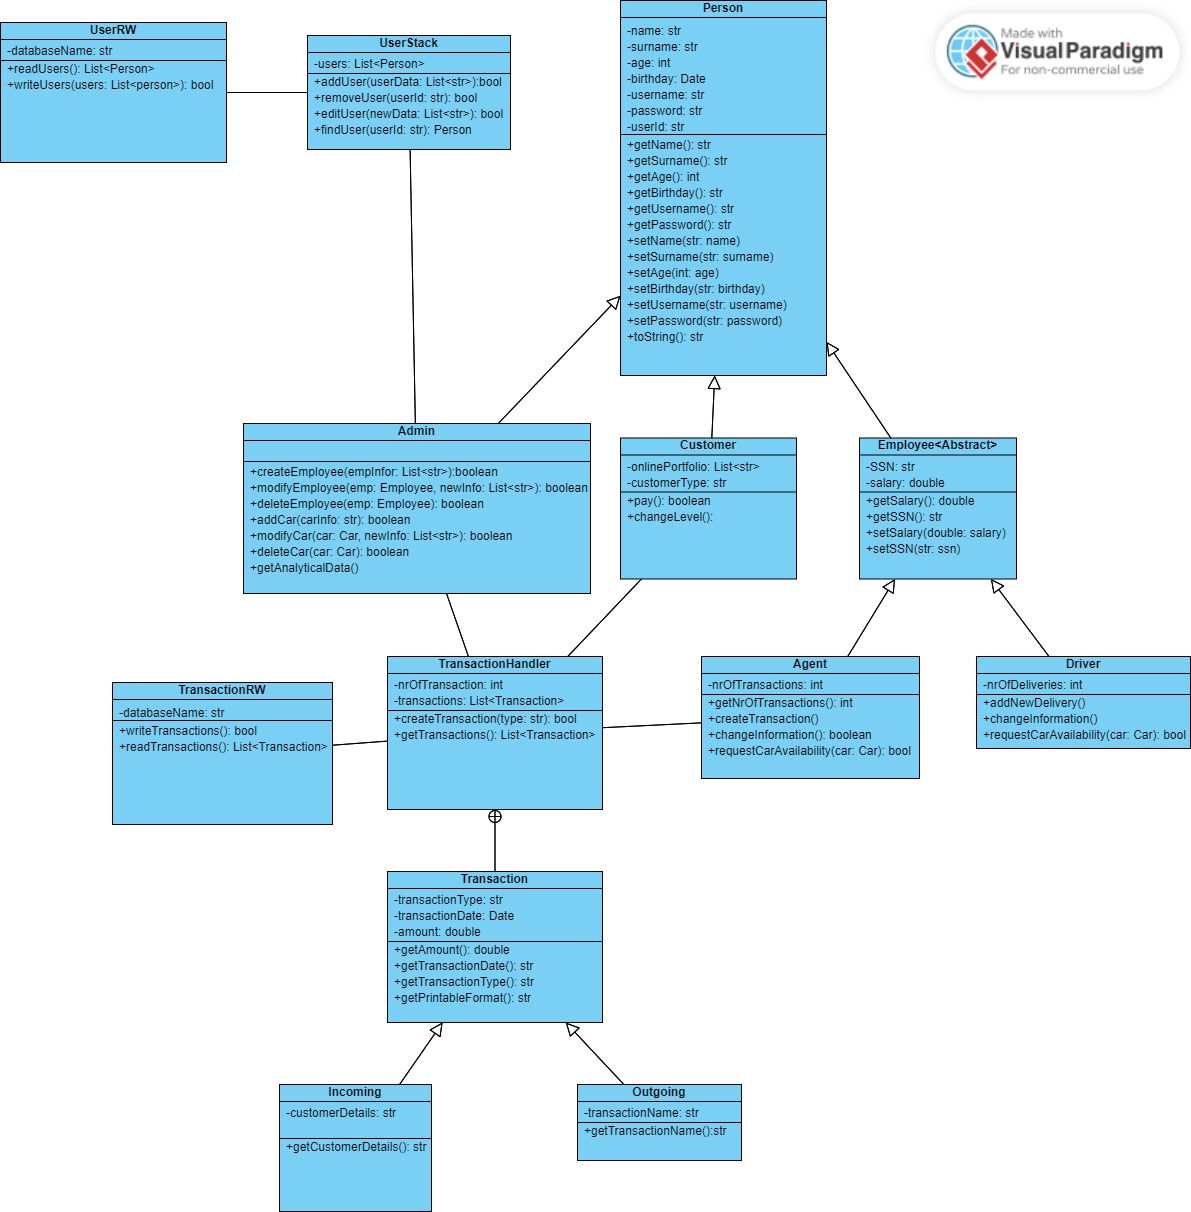 UserRW
-databaseName: str
+readUsers(): List<Person>
+writeUsers(users: List<person>): bool
UserStack
-users: List<Person>
+addUser(userData: List<str>):bool
+removeUser(userId: str): bool
+editUser(newData: List<str>): bool
+findUser(userId: str): Person
Person
-name: str
-surname: str
-age: int
-birthday: Date
-username: str
-password: str
-userId: str
+getName(): str
+getSurname(): str
+getAge(): int
+getBirthday(): str
+getUsername(): str
+getPassword(): str
+setName(str: name)
+setSurname(str: surname)
+setAge(int: age)
+setBirthday(str: birthday)
+setUsername(str: username)
+setPassword(str: password)
+toString(): str
Made with
Visual Paradigm
For non-commercial use
Admin
+createEmployee(empInfor: List<str>):boolean
+modifyEmployee(emp: Employee, newInfo: List<str>): boolean
+deleteEmployee(emp: Employee): boolean
+addCar(carInfo: str): boolean
+modifyCar(car: Car, newInfo: List<str>): boolean
+deleteCar(car: Car): boolean
+getAnalyticalData()
Customer
-onlinePortfolio: List<str>
-customerType: str
+pay(): boolean
+changeLevel():
Employee<Abstract>
-SSN: str
-salary: double
+getSalary(): double
+getSSN(): str
+setSalary(double: salary)
+setSSN(str: ssn)
TransactionRW
-databaseName: str
+writeTransactions(): bool
+readTransactions(): List<Transaction>
TransactionHandler
-nrOfTransaction: int
-transactions: List<Transaction>
+createTransaction(type: str): bool
+getTransactions(): List<Transaction>
Agent
-nrOfTransactions: int
+getNrOfTransactions(): int
+createTransaction()
+changeInformation(): boolean
+requestCarAvailability(car: Car): bool
Driver
-nrOfDeliveries: int
+addNewDelivery()
+changeInformation()
+requestCarAvailability(car: Car): bool
Transaction
-transactionType: str
-transactionDate: Date
-amount: double
+getAmount(): double
+getTransactionDate(): str
+getTransactionType(): str
+getPrintableFormat(): str
Incoming
-customerDetails: str
+getCustomerDetails(): str
Outgoing
-transactionName: str
+getTransactionName():str